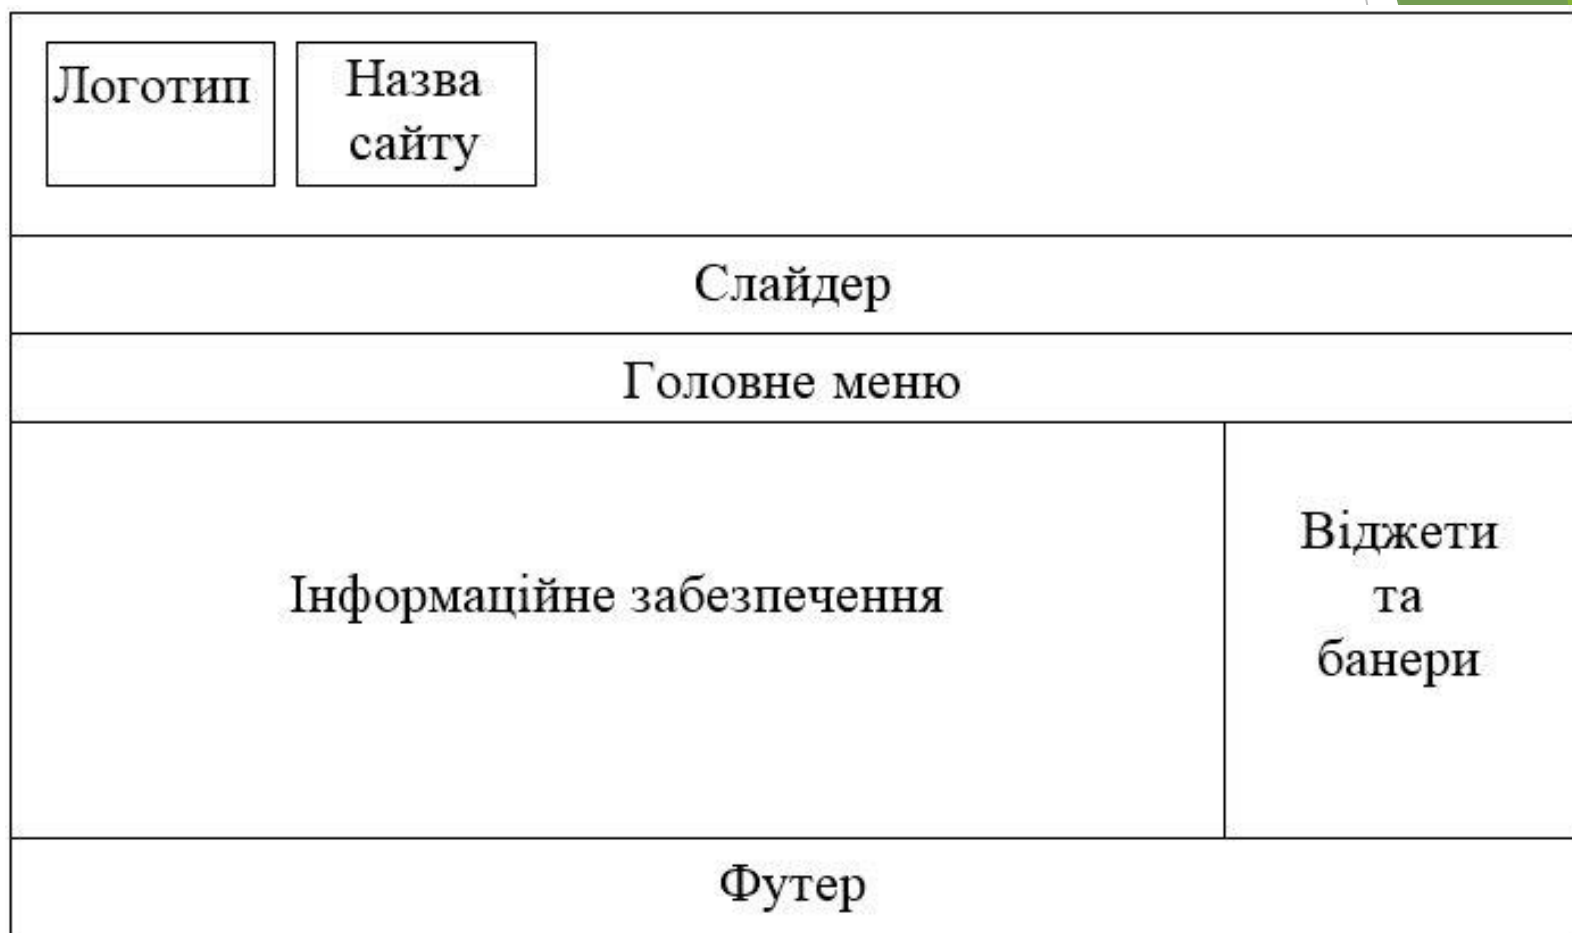 Логотип
Назва
сайту
Слайдер
Головне меню
Інформаційне забезпечення
Віджети
та
банери
Футер